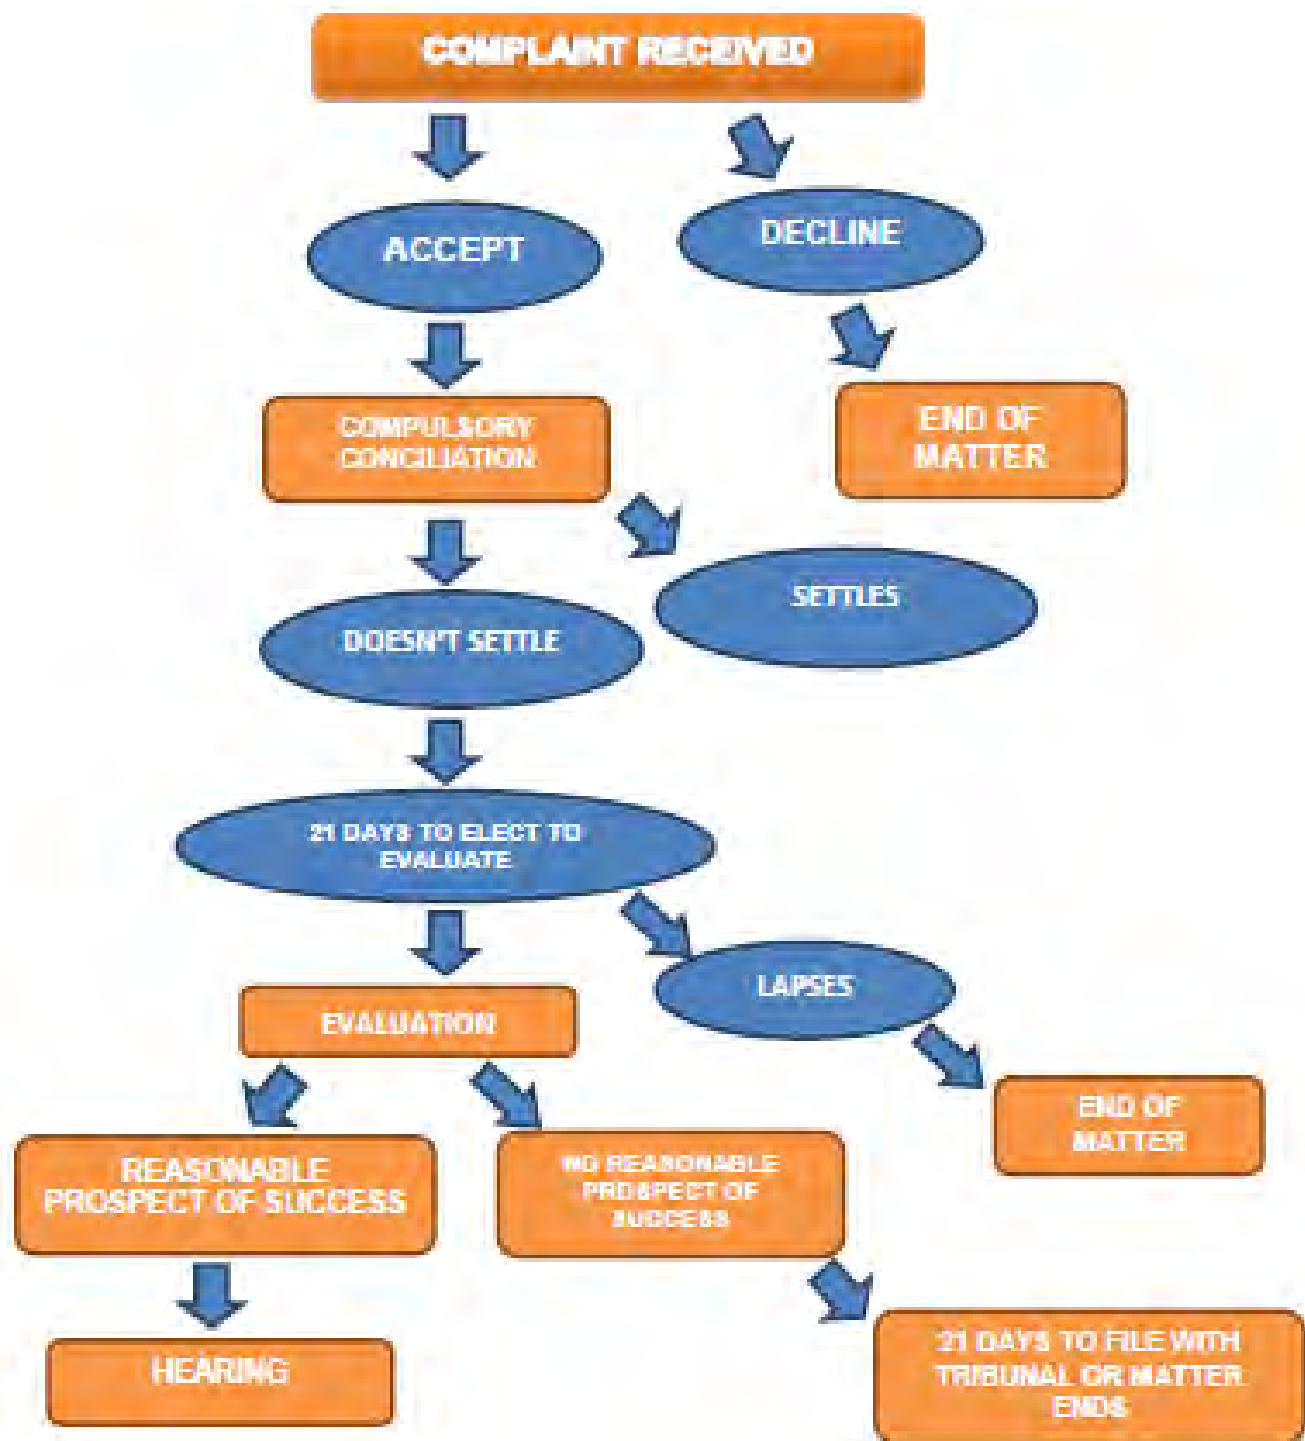 COMPLAINT RECEIVED
ACCEPT
DECLINE
COMPULSORY
CONCILIATION
END OF
MATTER
SETTLES
DOESN'T SETTLE
21 DAYS TO ELECT TO
EVALUATE
LAPSES
EVALUATION
END OF
MATTER
REASONABLE
PROSPECT OF SUCCESS
NO REASONABLE
PROSPECT OF
SUCCESS
HEARING
21 DAYS TO FILE WITH
TRIBUNAL OR MATTER
ENDS